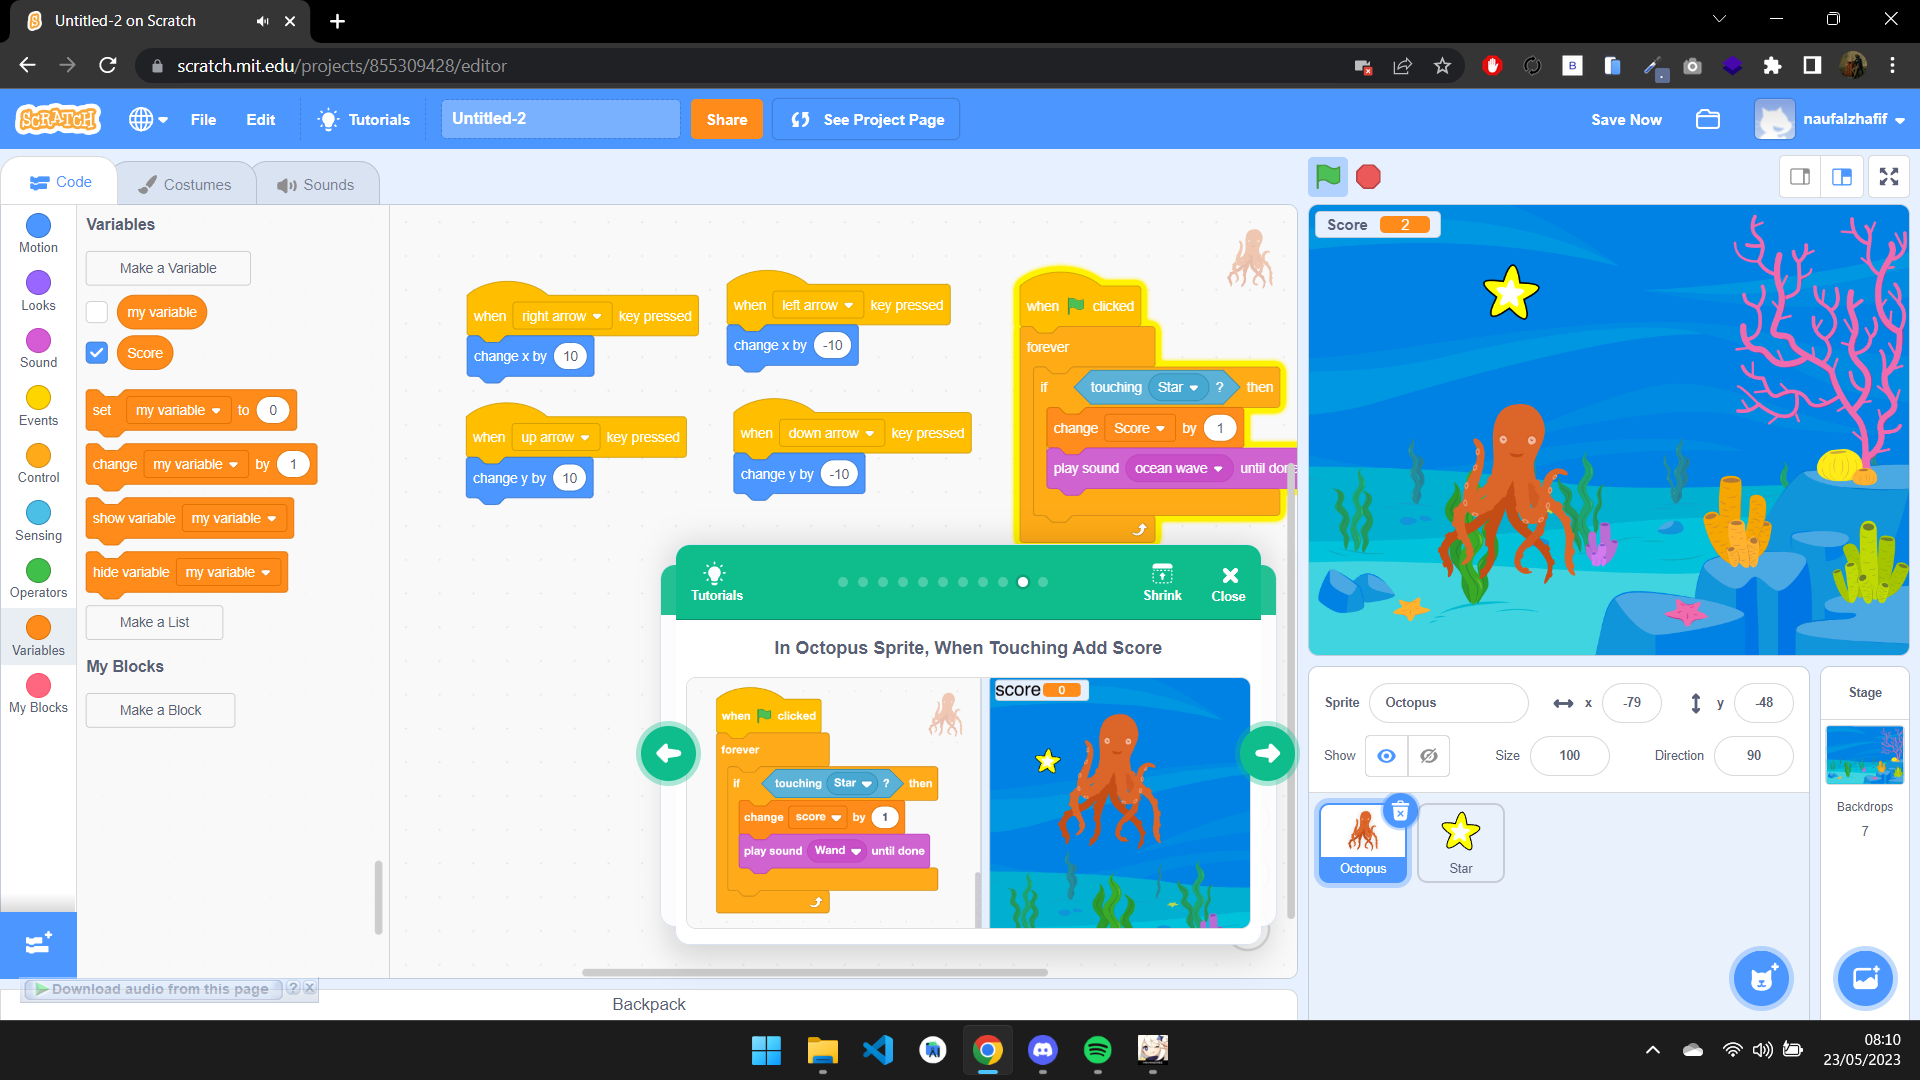 Untitled-2 on Scratch
scratch.mit.edu/projects/855309428/editor
SCRATCH
File
Edit
Tutorials
Untitled-2
Share
See Project Page
Save Now
naufalzhafif
Code
Costumes
Sounds
Motion
Looks
Sound
Events
Control
Sensing
Operators
Variables
My Blocks
Variables
Make a Variable
my variable
Score
set my variable to 0
change my variable by 1
show variable my variable
hide variable my variable
Make a List
My Blocks
Make a Block
when right arrow key pressed
change x by 10
when left arrow key pressed
change x by -10
when up arrow key pressed
change y by 10
when down arrow key pressed
change y by -10
when clicked
forever
if touching Star ? then
change Score by 1
play sound ocean wave until done
Tutorials
Shrink
Close
In Octopus Sprite, When Touching Add Score
when clicked
forever
if touching Star ? then
change score by 1
play sound Wand until done
score 0
Score 2
Sprite Octopus x -79 y -48
Show Size 100 Direction 90
Octopus
Star
Stage
Backdrops
7
Download audio from this page ? x
Backpack
08:10
23/05/2023